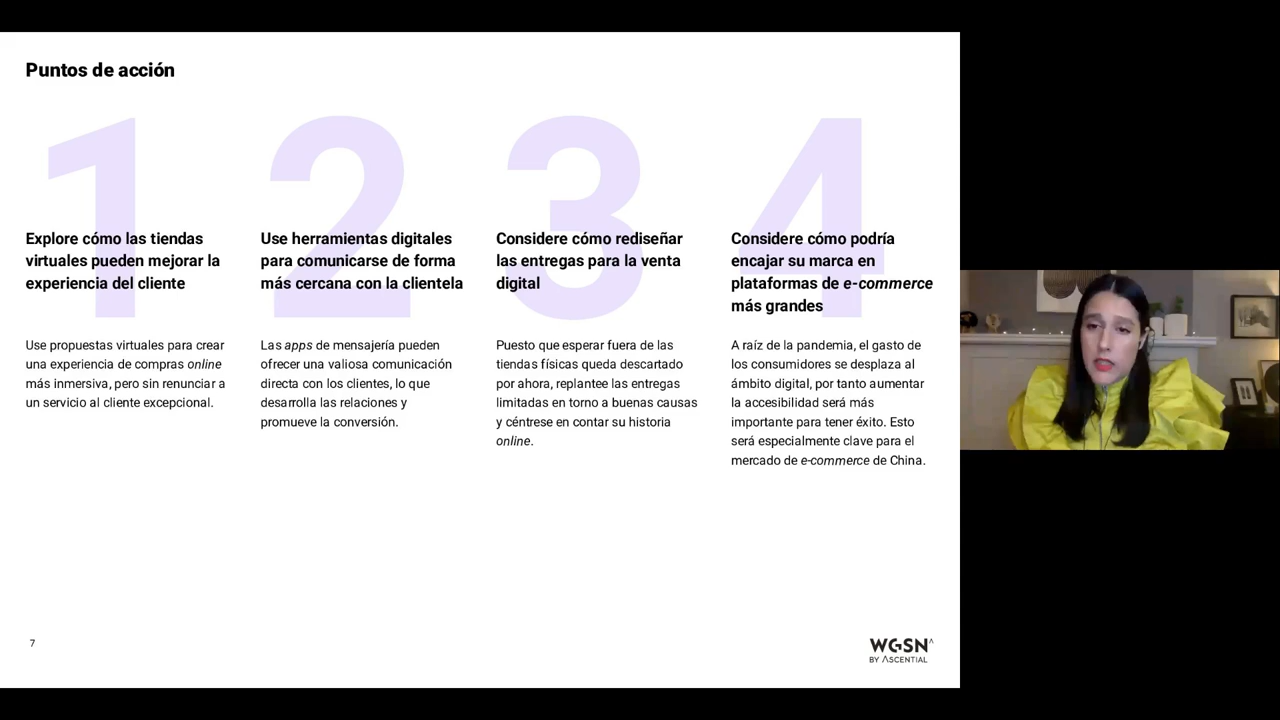 Puntos de acción
1
Explore cómo las tiendas
virtuales pueden mejorar la
experiencia del cliente
Use propuestas virtuales para crear
una experiencia de compras online
más inmersiva, pero sin renunciar a
un servicio al cliente excepcional.
2
Use herramientas digitales
para comunicarse de forma
más cercana con la clientela
Las apps de mensajería pueden
ofrecer una valiosa comunicación
directa con los clientes, lo que
desarrolla las relaciones y
promueve la conversión.
3
Considere cómo rediseñar
las entregas para la venta
digital
Puesto que esperar fuera de las
tiendas físicas queda descartado
por ahora, replantee las entregas
limitadas en torno a buenas causas
y céntrese en contar su historia
online.
4
Considere cómo podría
encajar su marca en
plataformas de e-commerce
más grandes
A raíz de la pandemia, el gasto de
los consumidores se desplaza al
ámbito digital, por tanto aumentar
la accesibilidad será más
importante para tener éxito. Esto
será especialmente clave para el
mercado de e-commerce de China.
7
WGSN
BY ASCENTIAL